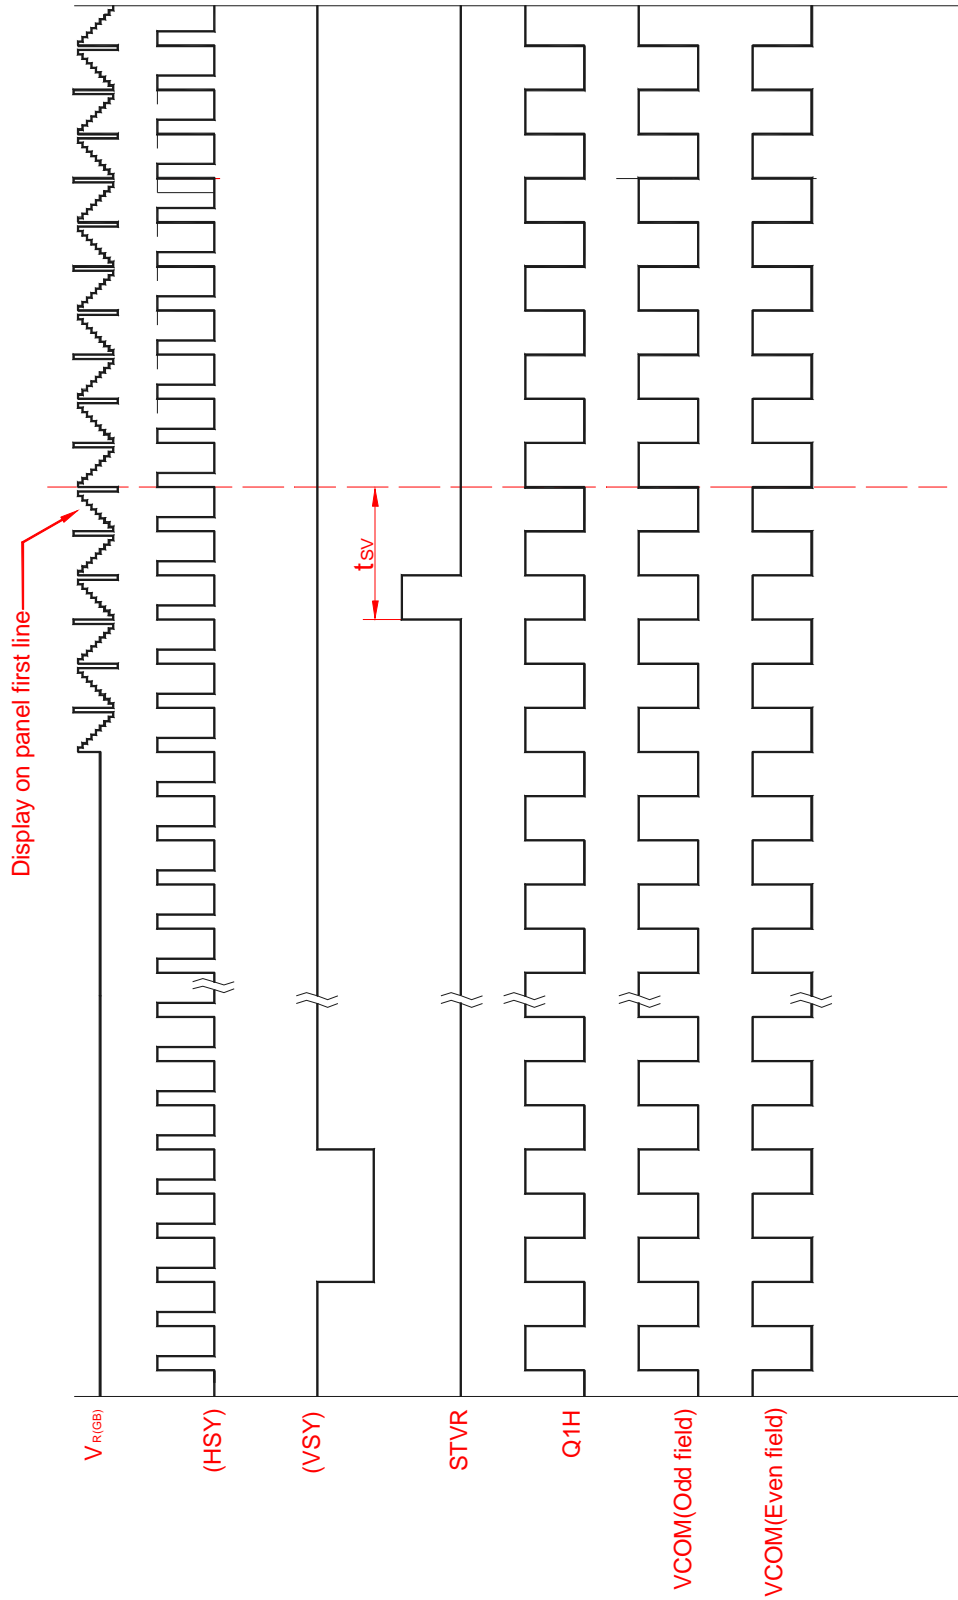 Display on panel first line
tSV
VR(GB)
(HSY)
(VSY)
STVR
Q1H
VCOM(Odd field)
VCOM(Even field)